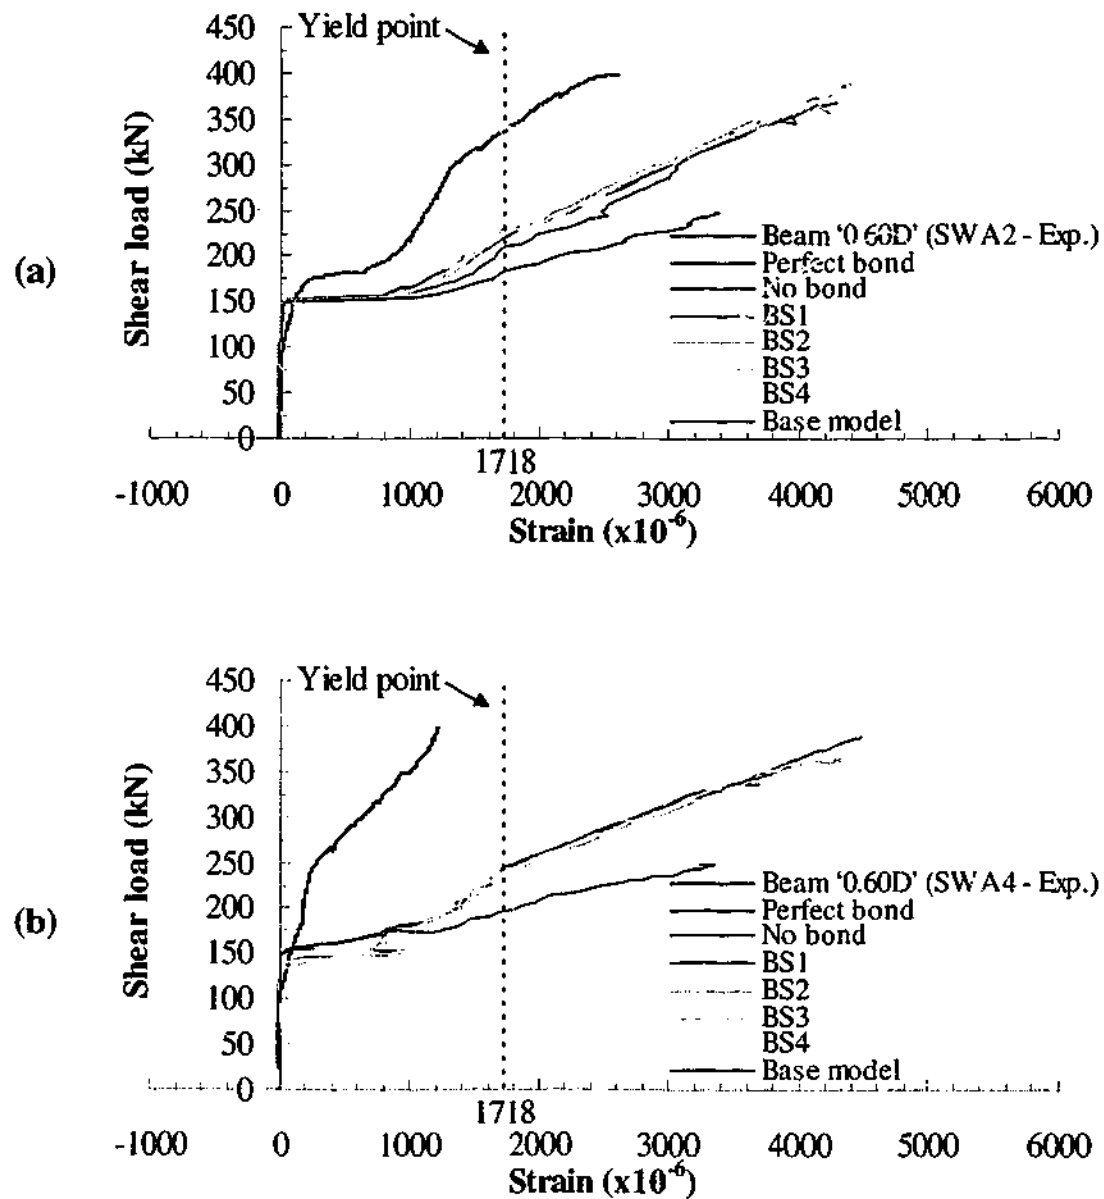 450
Yield point
400
350
300
250
200
150
100
50
0
Shear load (kN)
(a)
Beam '0.60D' (SWA2 - Exp.)
Perfect bond
No bond
BS1
BS2
BS3
BS4
Base model
1718
-1000 0 1000 2000 3000 4000 5000 6000
Strain (x10⁻⁶)
450
Yield point
400
350
300
250
200
150
100
50
0
Shear load (kN)
(b)
Beam '0.60D' (SWA4 - Exp.)
Perfect bond
No bond
BS1
BS2
BS3
BS4
Base model
1718
-1000 0 1000 2000 3000 4000 5000 6000
Strain (x10⁻⁶)